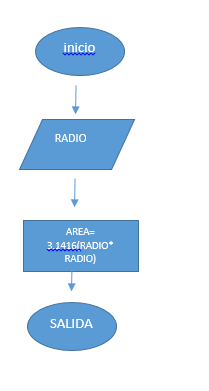 inicio
RADIO
AREA=
3.1416(RADIO*
RADIO)
SALIDA